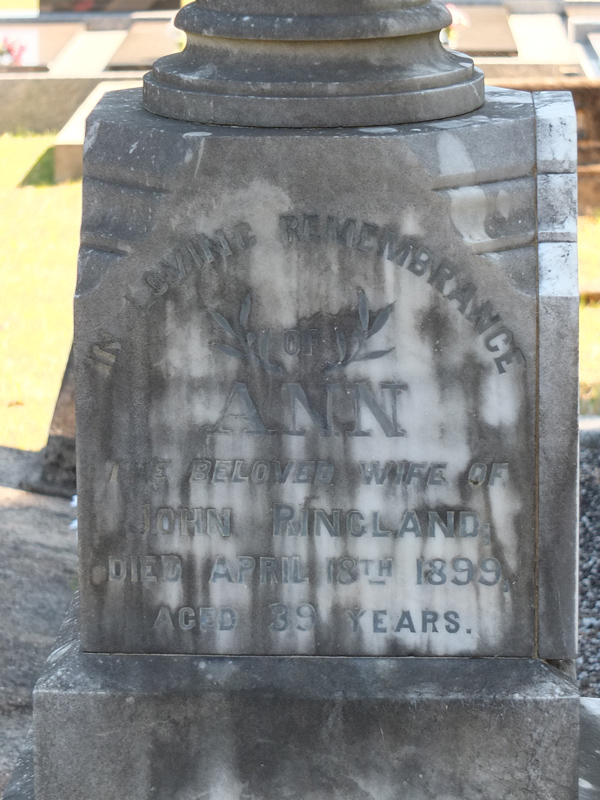 IN LOVING REMEMBRANCE
OF
ANN
THE BELOVED WIFE OF
JOHN RINGLAND
DIED APRIL 18TH 1899,
AGED 39 YEARS.